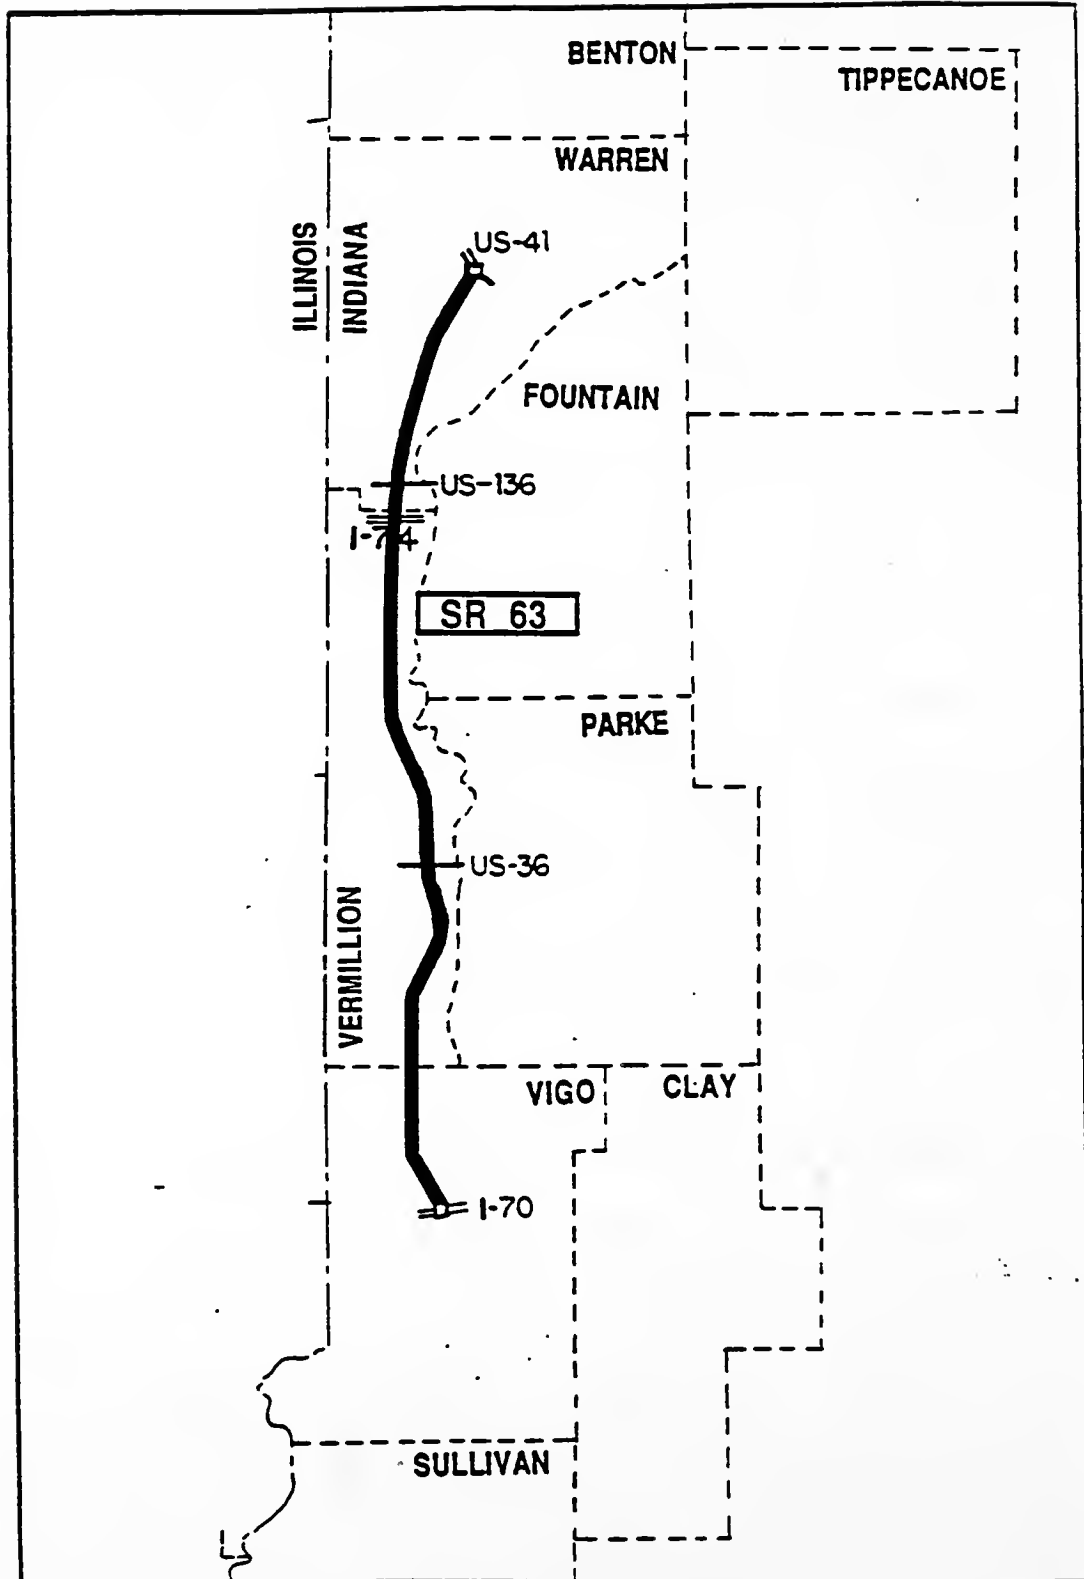 BENTON
TIPPECANOE
WARREN
ILLINOIS
INDIANA
US-41
FOUNTAIN
US-136
I-74
SR 63
PARKE
US-36
VERMILLION
VIGO
CLAY
I-70
SULLIVAN